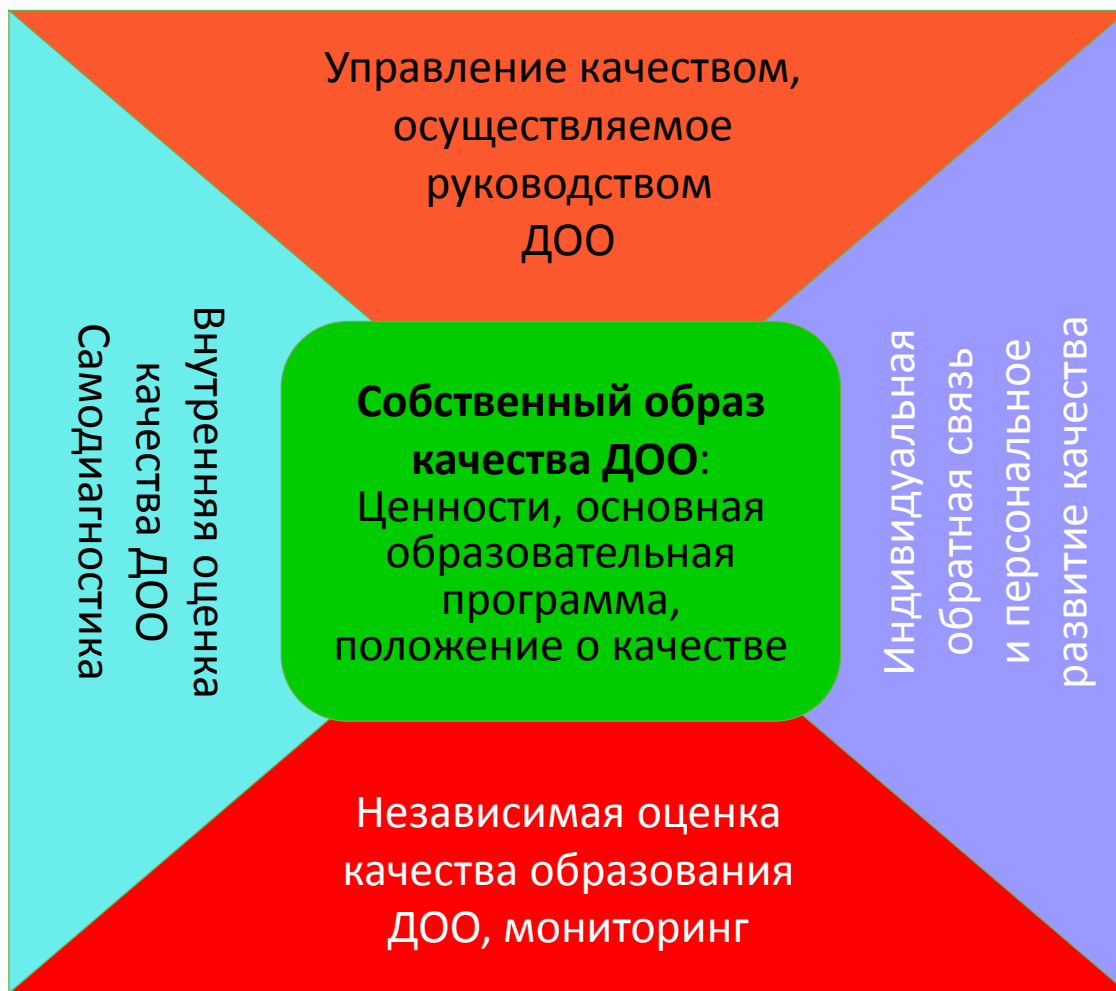 Управление качеством,
осуществляемое
руководством
ДОО
Внутренняя оценка
качества ДОО
Самодиагностика
Собственный образ
качества ДОО:
Ценности, основная
образовательная
программа,
положение о качестве
Индивидуальная
обратная связь
и персональное
развитие качества
Независимая оценка
качества образования
ДОО, мониторинг